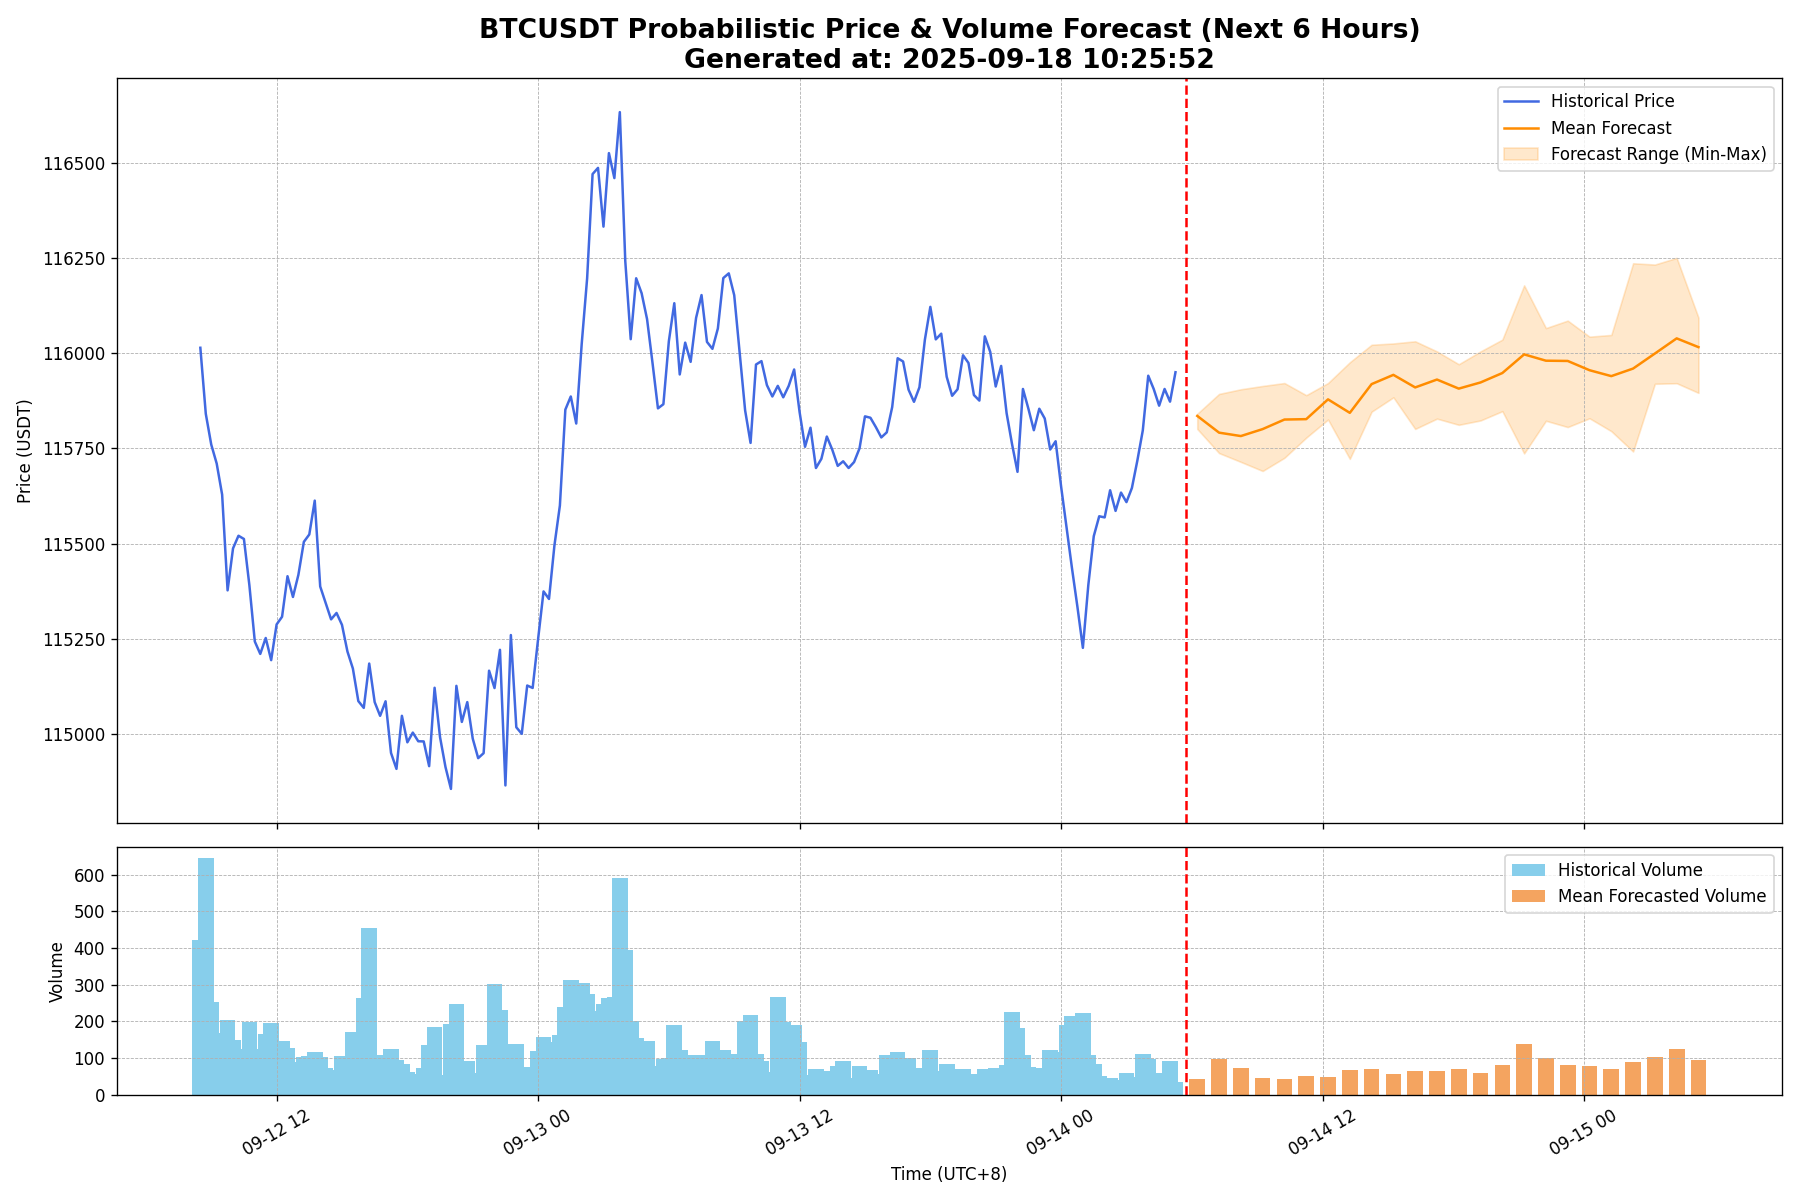 BTCUSDT Probabilistic Price & Volume Forecast (Next 6 Hours)
Generated at: 2025-09-18 10:25:52
Historical Price
Mean Forecast
Forecast Range (Min-Max)
Price (USDT)
116500
116250
116000
115750
115500
115250
115000
Historical Volume
Mean Forecasted Volume
Volume
600
500
400
300
200
100
0
09-12 12
09-13 00
09-13 12
09-14 00
09-14 12
09-15 00
Time (UTC+8)